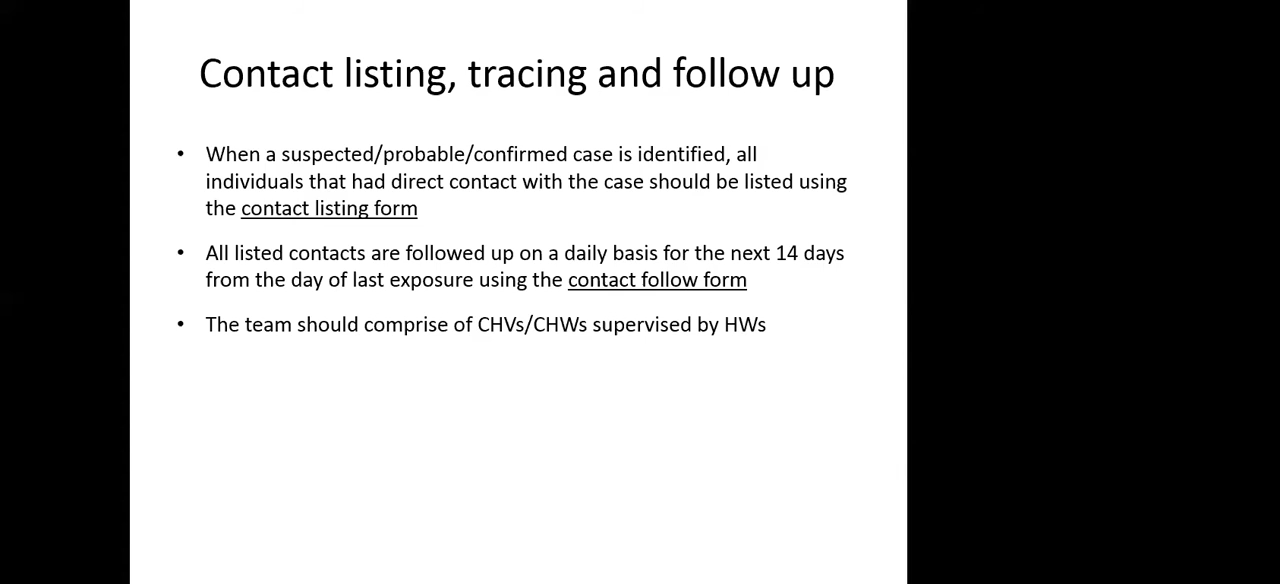 Contact listing, tracing and follow up
• When a suspected/probable/confirmed case is identified, all
individuals that had direct contact with the case should be listed using
the contact listing form
• All listed contacts are followed up on a daily basis for the next 14 days
from the day of last exposure using the contact follow form
• The team should comprise of CHVs/CHWs supervised by HWs